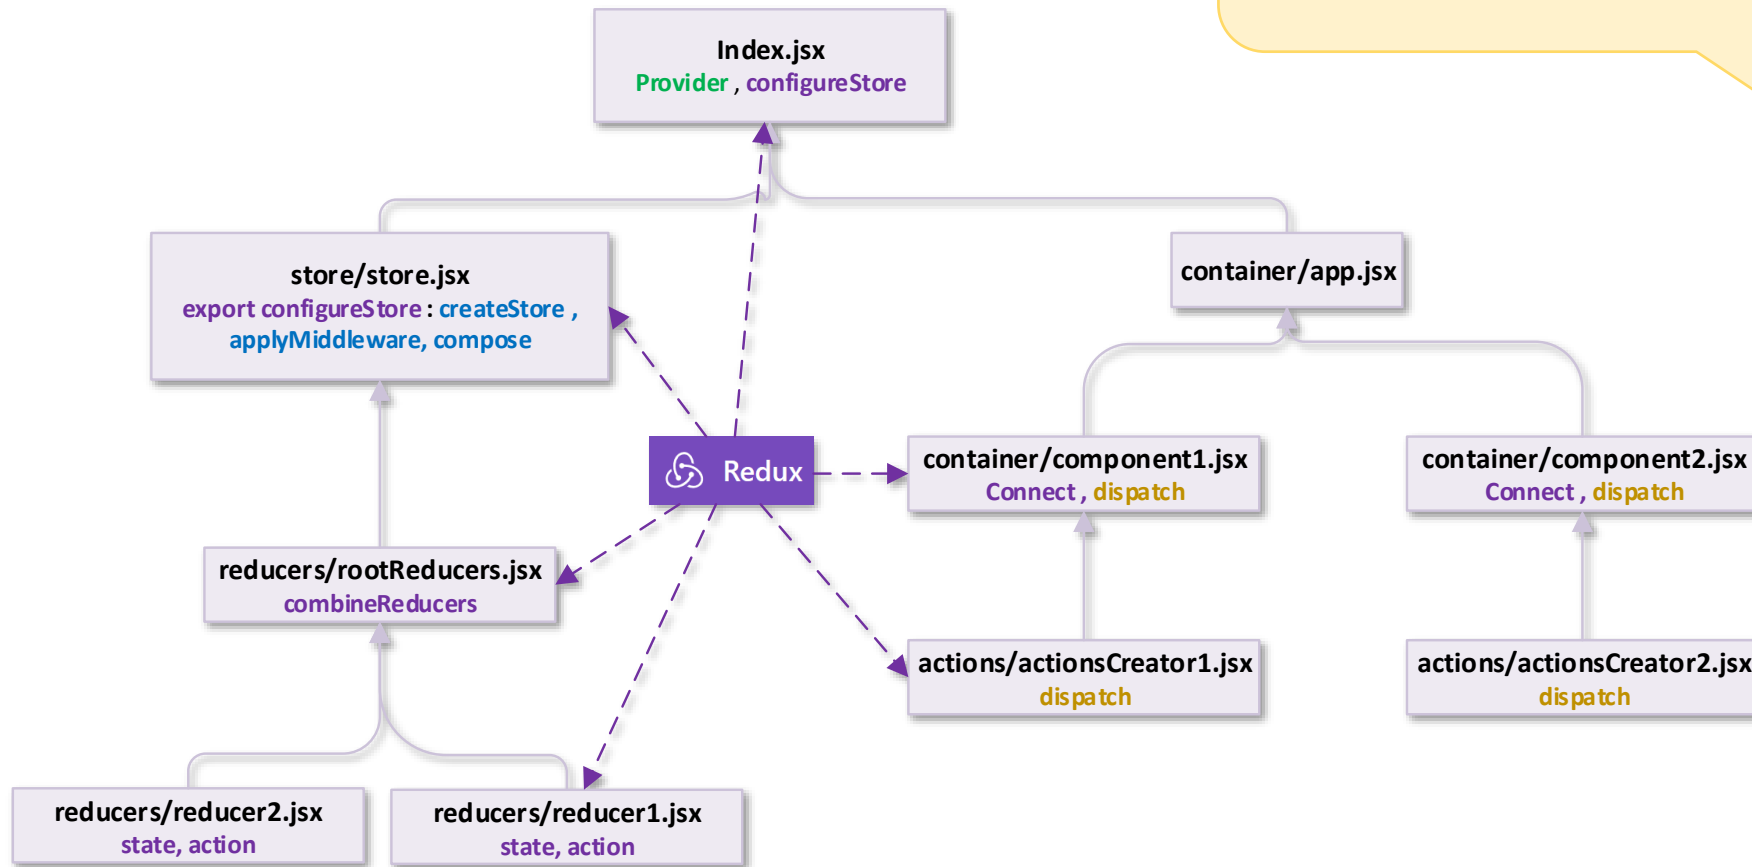 Index.jsx
Provider , configureStore
store/store.jsx
export configureStore : createStore ,
applyMiddleware, compose
container/app.jsx
Redux
container/component1.jsx
Connect , dispatch
container/component2.jsx
Connect , dispatch
reducers/rootReducers.jsx
combineReducers
actions/actionsCreator1.jsx
dispatch
actions/actionsCreator2.jsx
dispatch
reducers/reducer2.jsx
state, action
reducers/reducer1.jsx
state, action